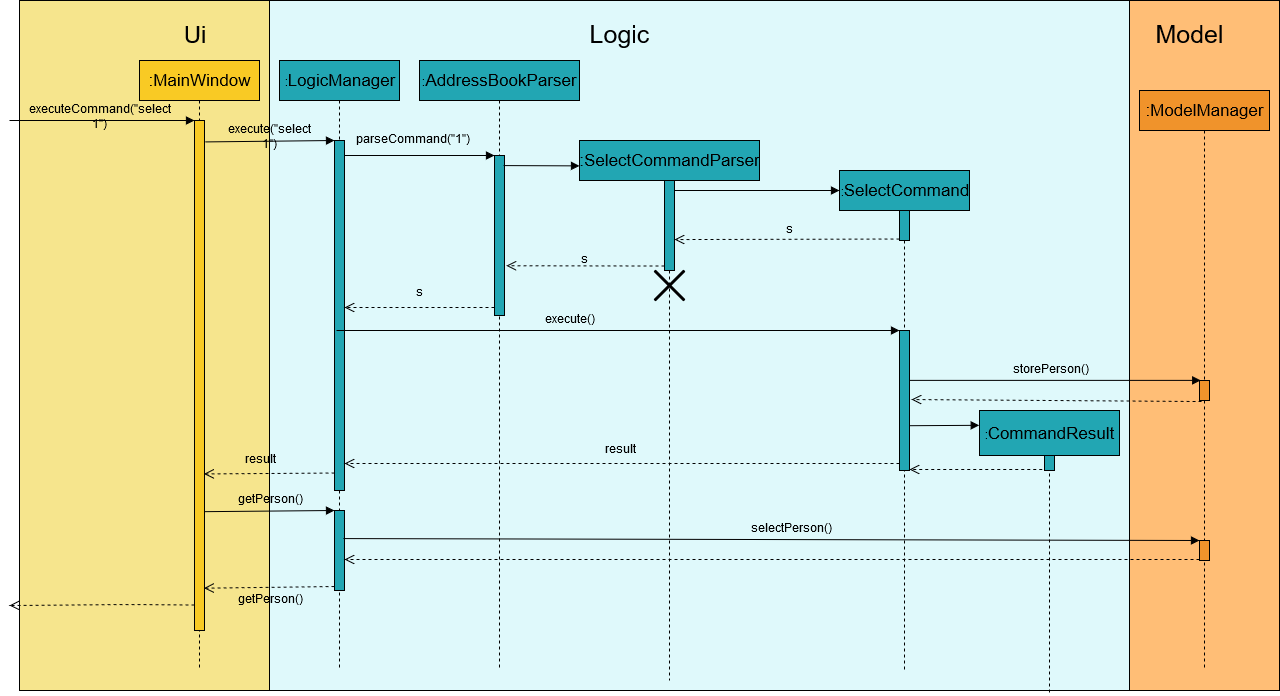 Ui
Logic
Model
:MainWindow
:LogicManager
:AddressBookParser
:ModelManager
executeCommand("select
1")
execute("select
1")
parseCommand("1")
:SelectCommandParser
:SelectCommand
s
s
s
execute()
storePerson()
:CommandResult
result
result
getPerson()
selectPerson()
getPerson()